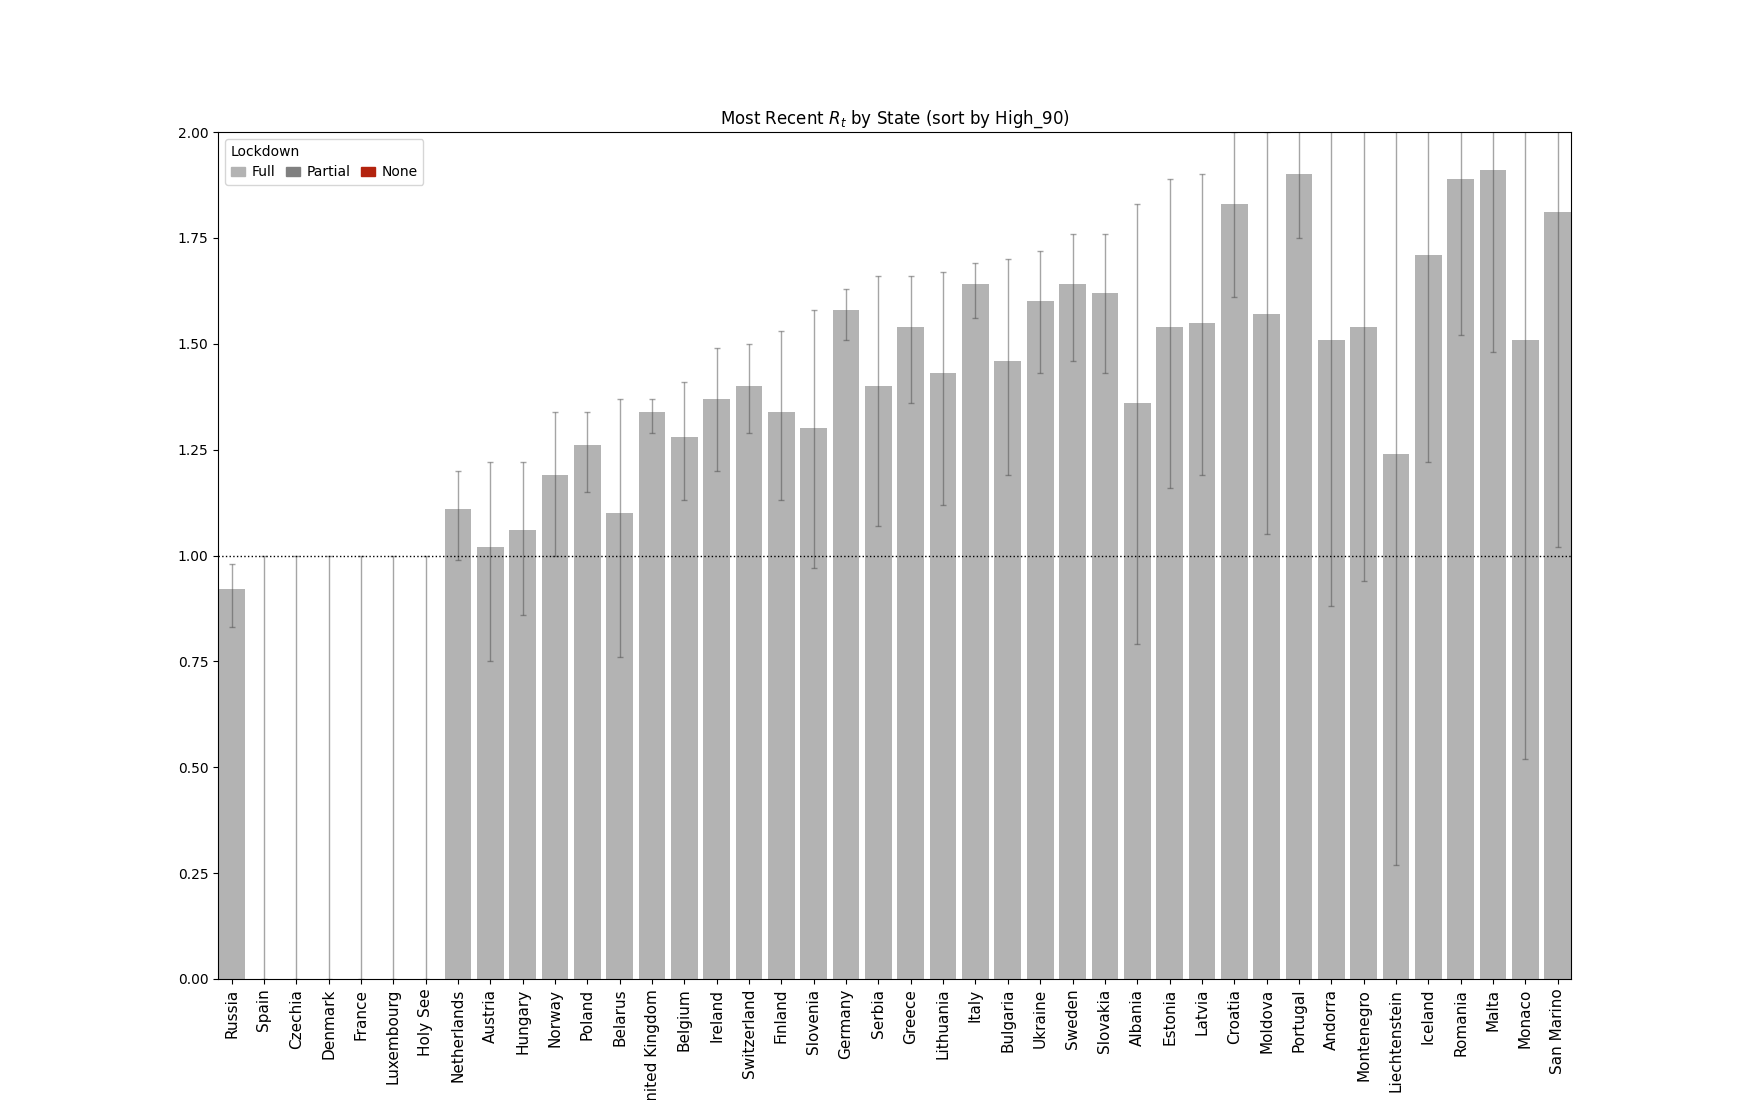 Most Recent R_t by State (sort by High_90)
Lockdown
Full Partial None
2.00
1.75
1.50
1.25
1.00
0.75
0.50
0.25
0.00
Russia
Spain
Czechia
Denmark
France
Luxembourg
Holy See
Netherlands
Austria
Hungary
Norway
Poland
Belarus
nited Kingdom
Belgium
Ireland
Switzerland
Finland
Slovenia
Germany
Serbia
Greece
Lithuania
Italy
Bulgaria
Ukraine
Sweden
Slovakia
Albania
Estonia
Latvia
Croatia
Moldova
Portugal
Andorra
Montenegro
Liechtenstein
Iceland
Romania
Malta
Monaco
San Marino